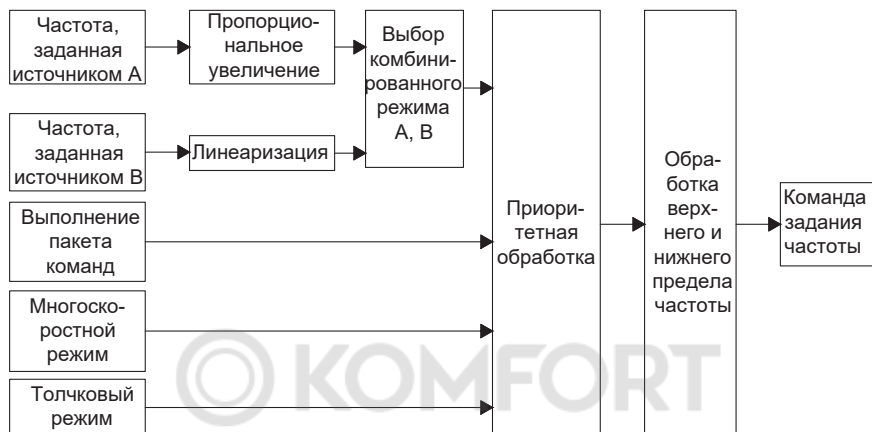 Частота,
заданная
источником A
Пропорцио-
нальное
увеличение
Выбор
комбини-
рованного
режима
A, B
Частота,
заданная
источником B
Линеаризация
Выполнение
пакета
команд
Многоско-
ростной
режим
Толчковый
режим
Приори-
тетная
обработка
Обра-
ботка
верх-
него и
нижнего
предела
частоты
Команда
задания
частоты
KOMFORT